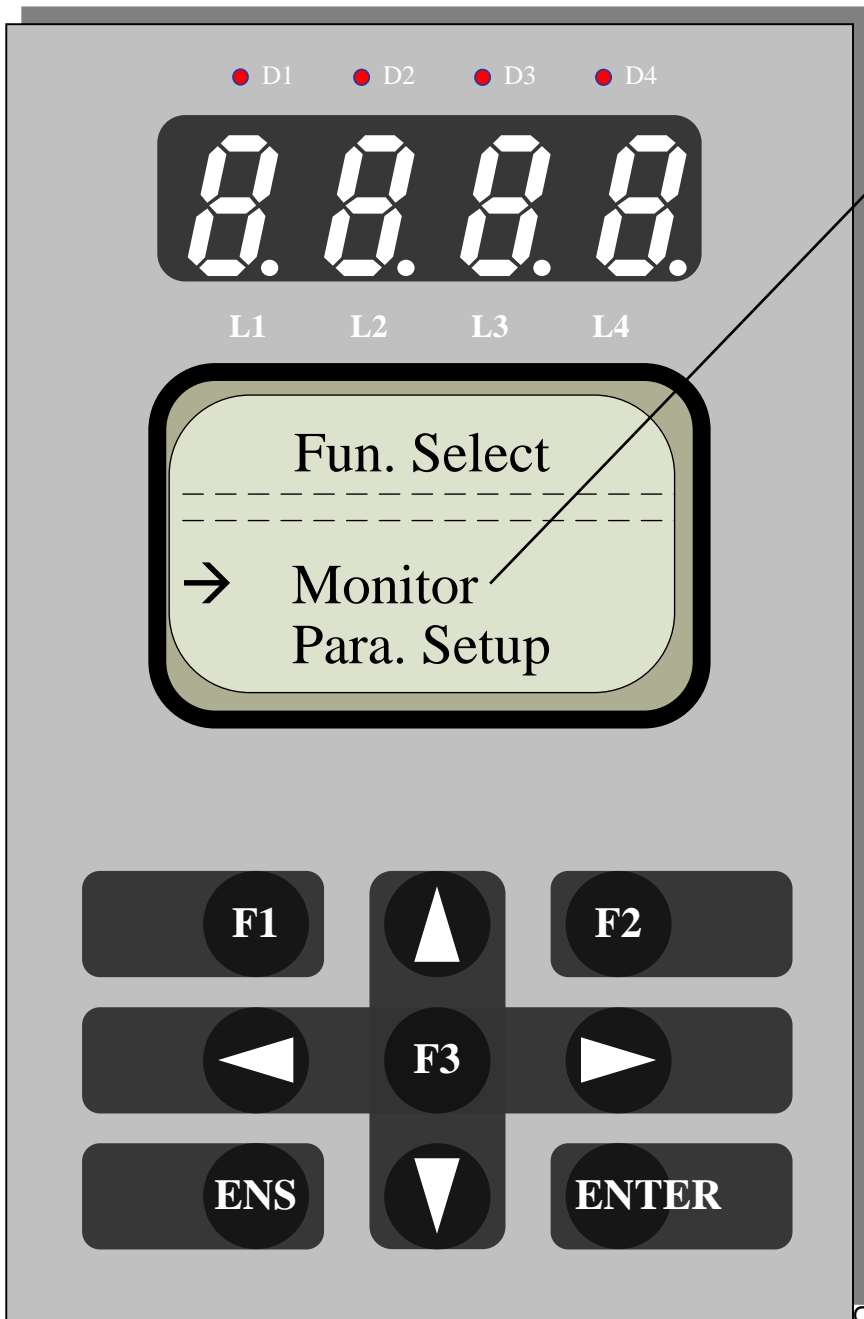 D1 D2 D3 D4
8.8.8.8.
L1 L2 L3 L4
Fun. Select
→ Monitor
Para. Setup
F1 F2
F3
ENS ENTER